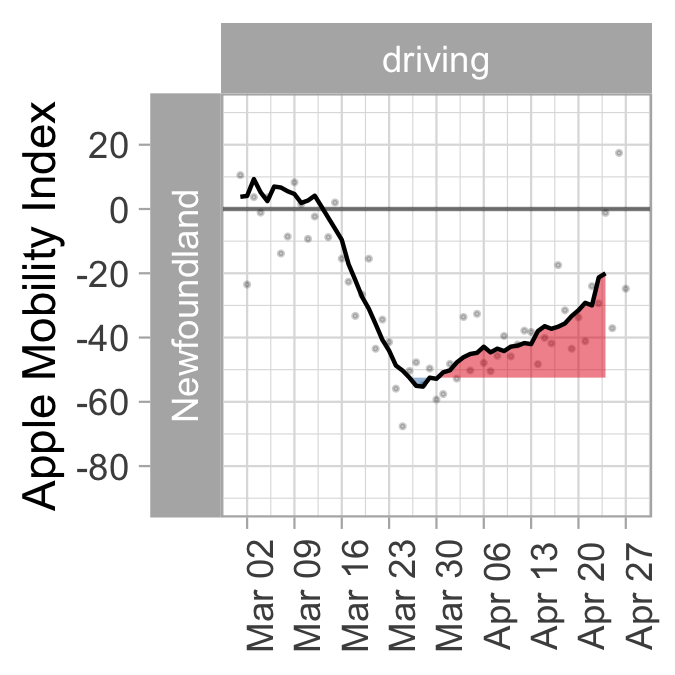 driving
Apple Mobility Index
Newfoundland
20
0
-20
-40
-60
-80
Mar 02
Mar 09
Mar 16
Mar 23
Mar 30
Apr 06
Apr 13
Apr 20
Apr 27